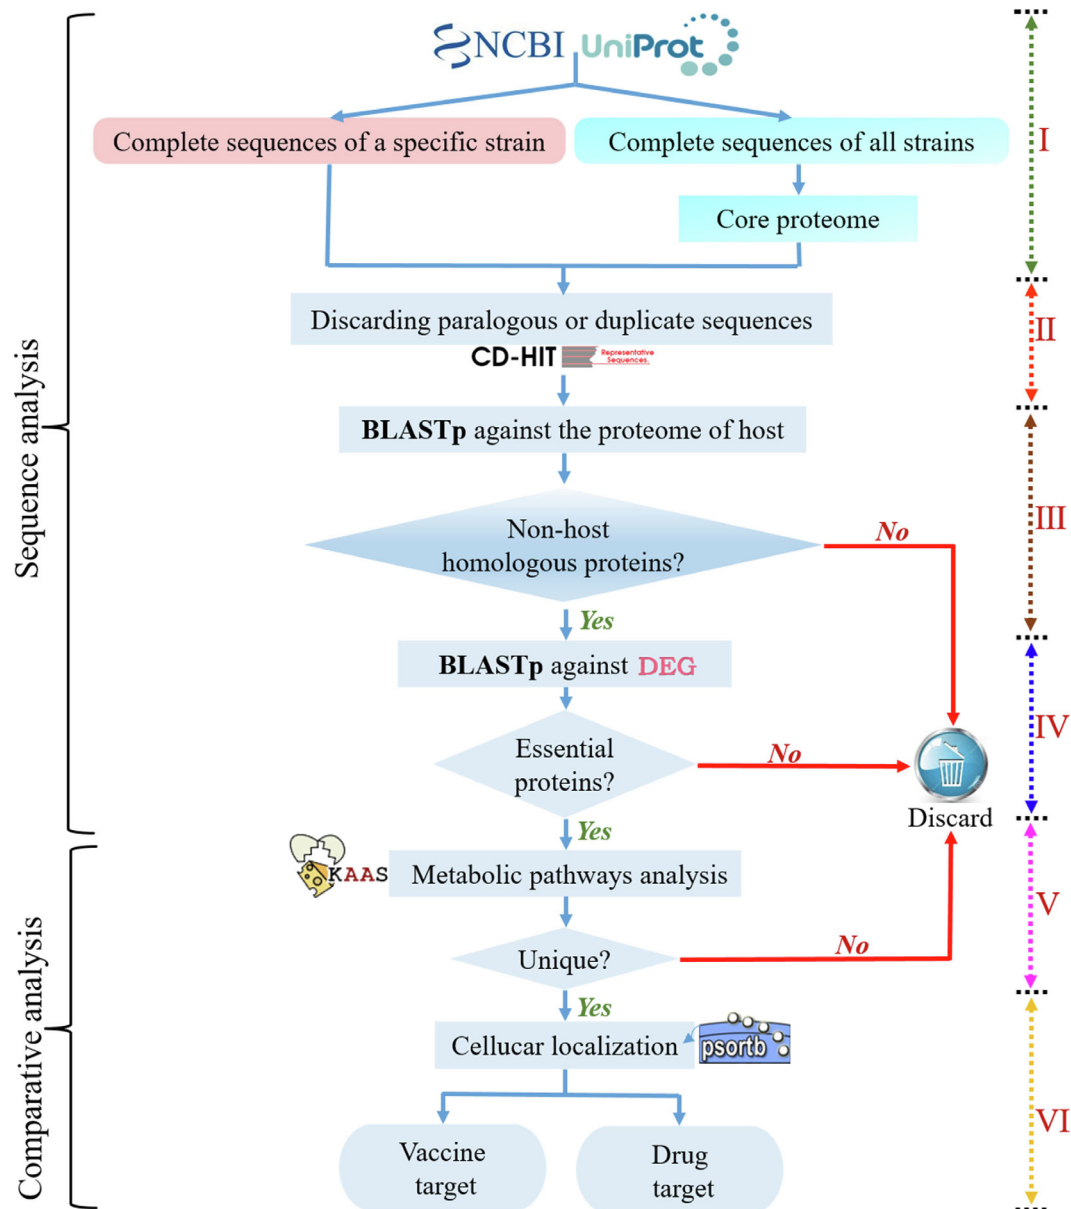 NCBI UniProt
Complete sequences of a specific strain
Complete sequences of all strains
I
Core proteome
Discarding paralogous or duplicate sequences
II
CD-HIT
Representative
Sequences.
Sequence analysis
BLASTp against the proteome of host
Non-host
homologous proteins?
No
III
Yes
BLASTp against DEG
IV
Essential
proteins?
No
Discard
Yes
KAAS
Metabolic pathways analysis
V
Unique?
No
Yes
Comparative analysis
Cellucar localization
psortb
VI
Vaccine
target
Drug
target